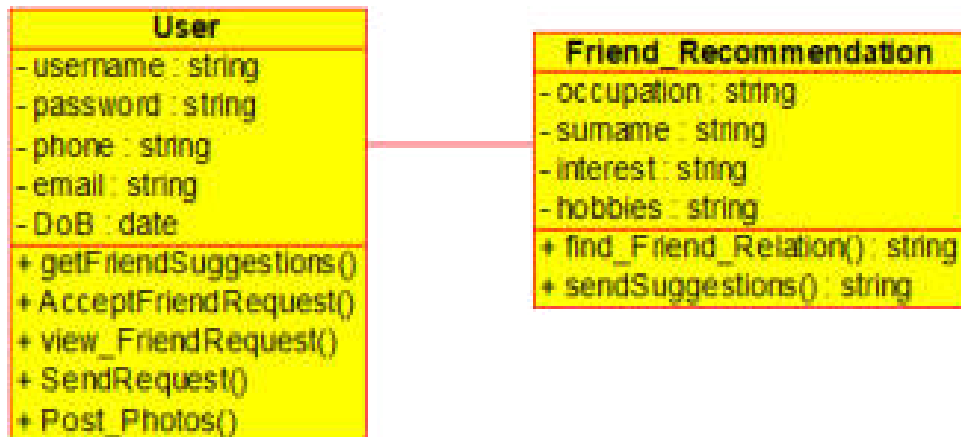 User
- username : string
- password : string
- phone : string
- email : string
- DoB : date
+ getFriendSuggestions()
+ AcceptFriendRequest()
+ view_FriendRequest()
+ SendRequest()
+ Post_Photos()
Friend_Recommendation
- occupation : string
- surname : string
- interest : string
- hobbies : string
+ find_Friend_Relation() : string
+ sendSuggestions() : string